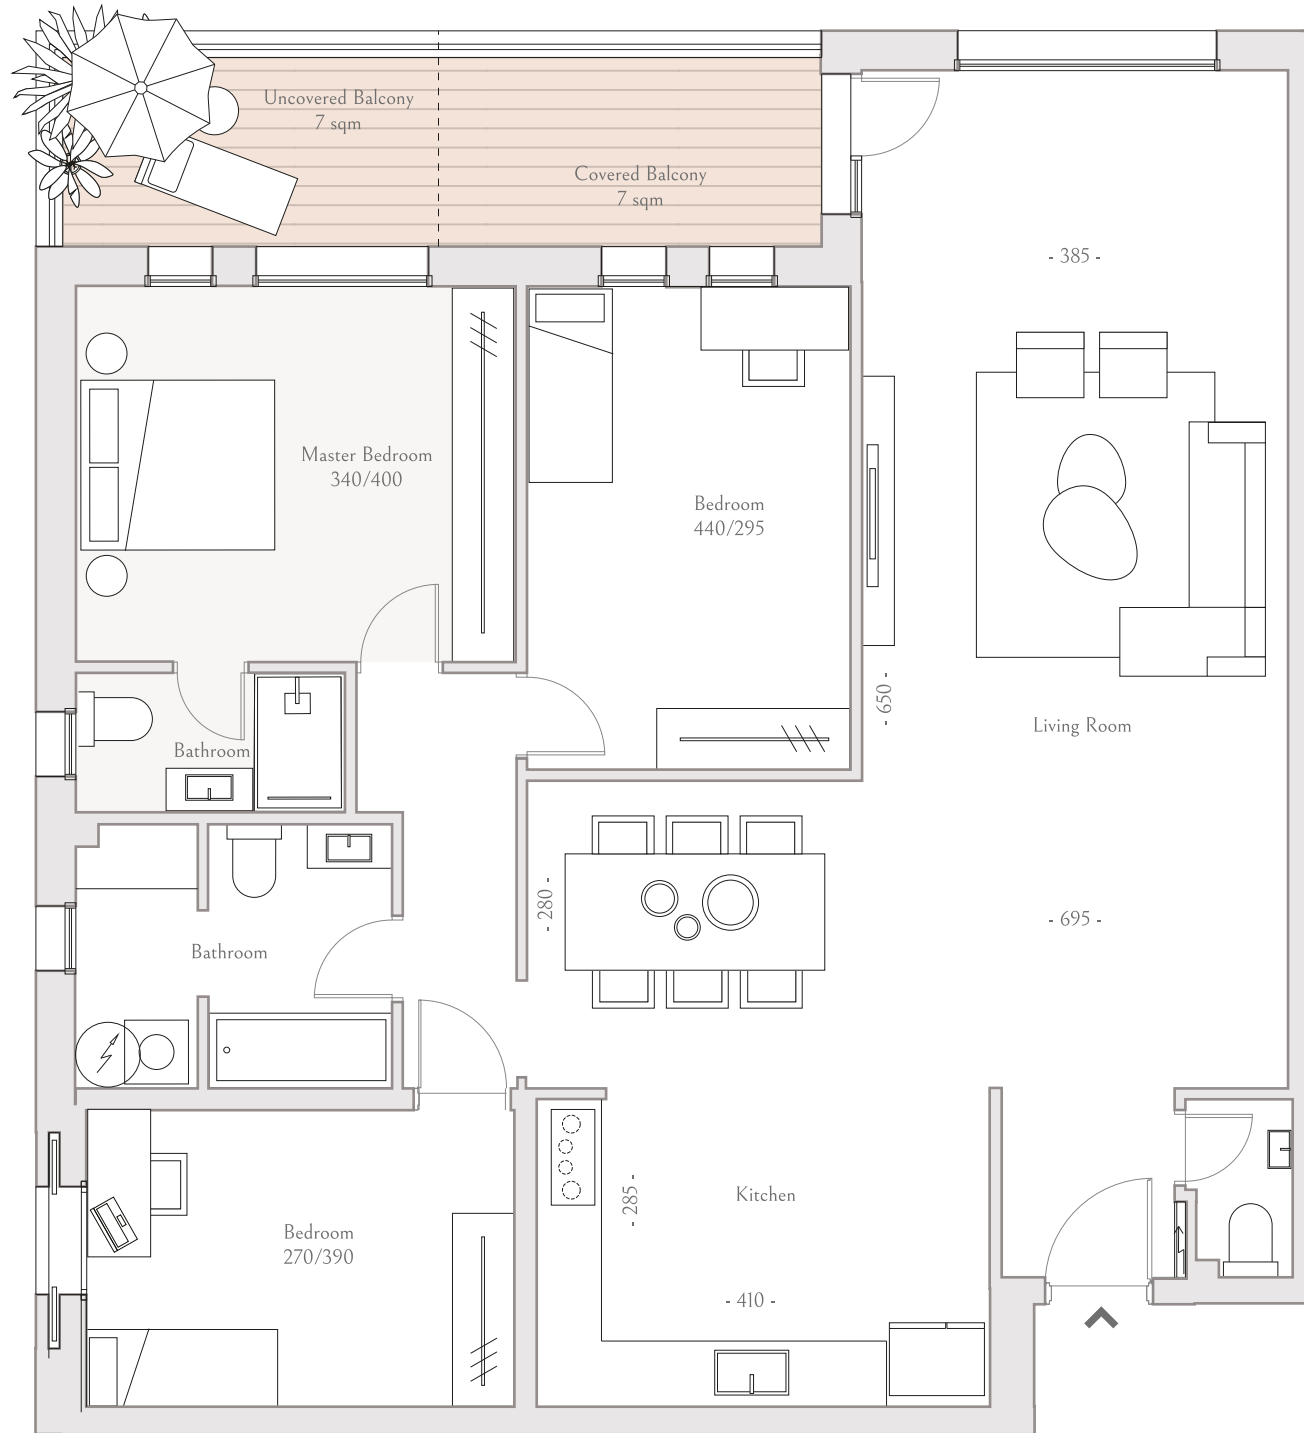 Uncovered Balcony
7 sqm
Covered Balcony
7 sqm
- 385 -
Master Bedroom
340/400
Bedroom
440/295
- 650 -
Living Room
Bathroom
- 280 -
- 695 -
Bathroom
Kitchen
- 285 -
Bedroom
270/390
- 410 -